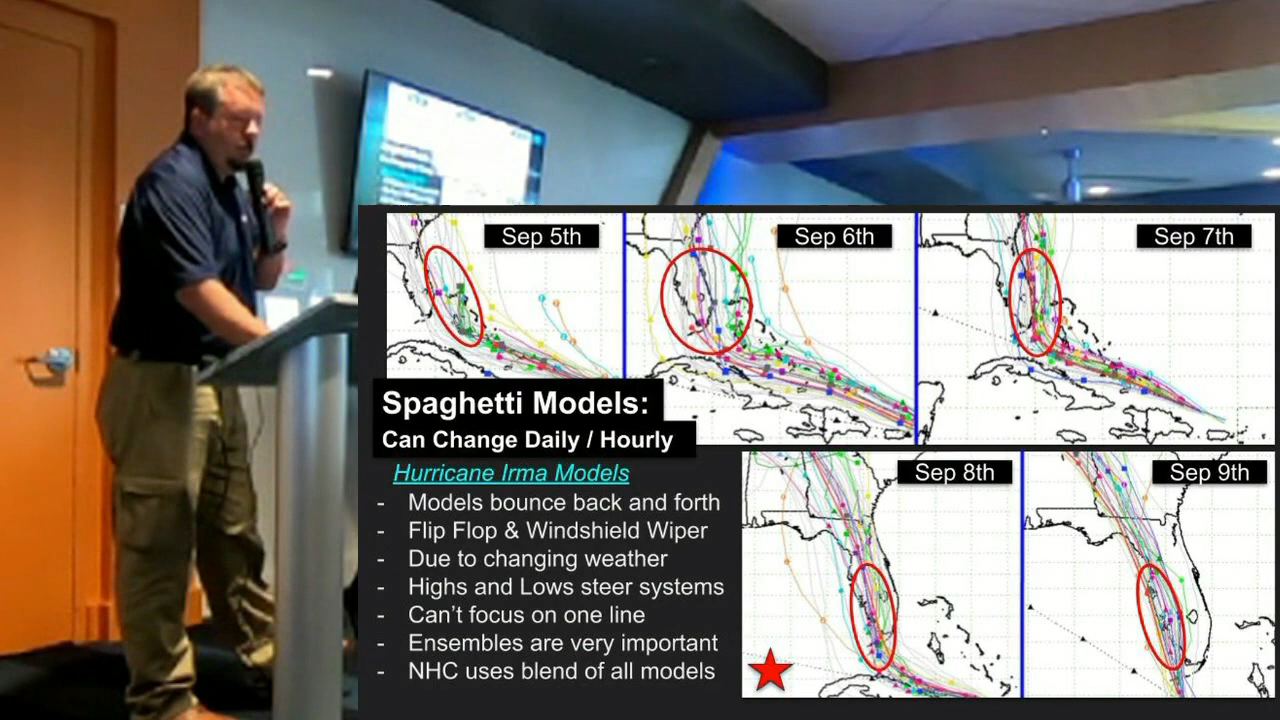 Sep 5th
Sep 6th
Sep 7th
Spaghetti Models:
Can Change Daily / Hourly
Hurricane Irma Models
- Models bounce back and forth
- Flip Flop & Windshield Wiper
- Due to changing weather
- Highs and Lows steer systems
- Can't focus on one line
- Ensembles are very important
- NHC uses blend of all models
Sep 8th
Sep 9th